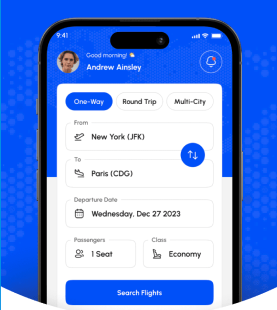 9:41
Good morning! 👋
Andrew Ainsley
One-Way Round Trip Multi-City
From
New York (JFK)
To
Paris (CDG)
Departure Date
Wednesday, Dec 27 2023
Passengers Class
1 Seat Economy
Search Flights